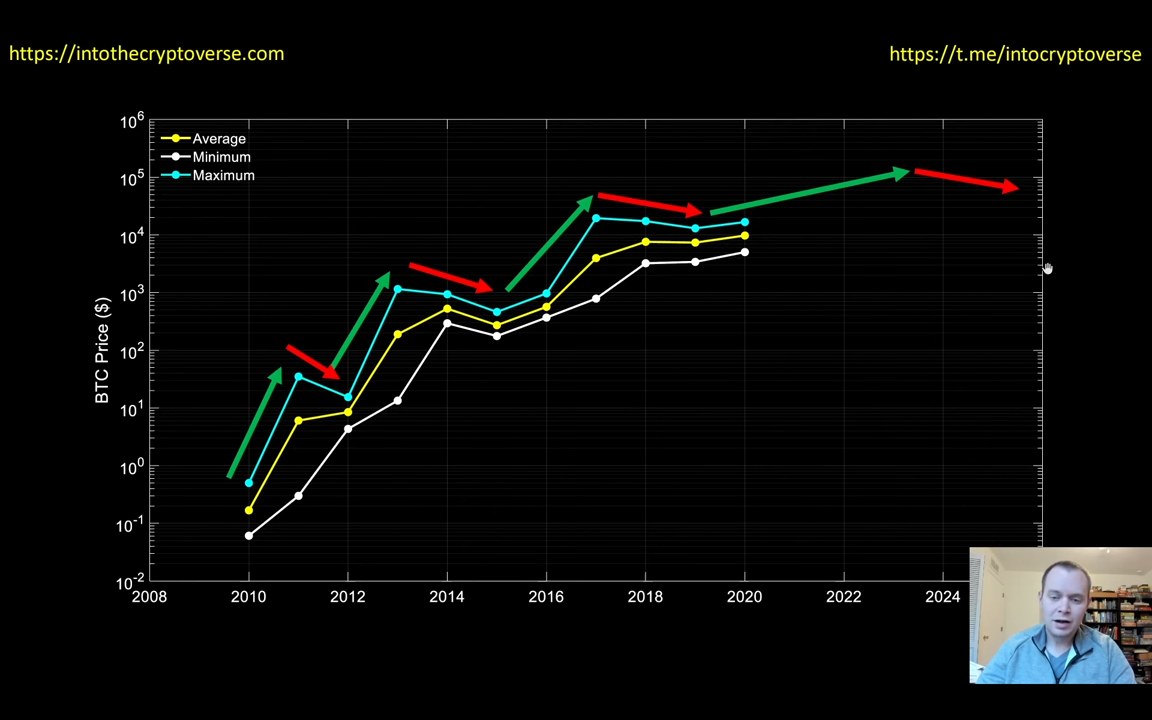 https://intothecryptoverse.com
https://t.me/intocryptoverse
Average
Minimum
Maximum
BTC Price ($)
10^6
10^5
10^4
10^3
10^2
10^1
10^0
10^-1
10^-2
2008 2010 2012 2014 2016 2018 2020 2022 2024